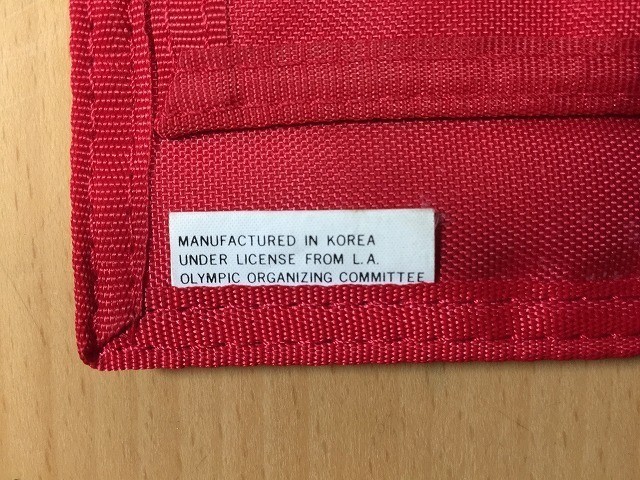 MANUFACTURED IN KOREA
UNDER LICENSE FROM L.A.
OLYMPIC ORGANIZING COMMITTEE